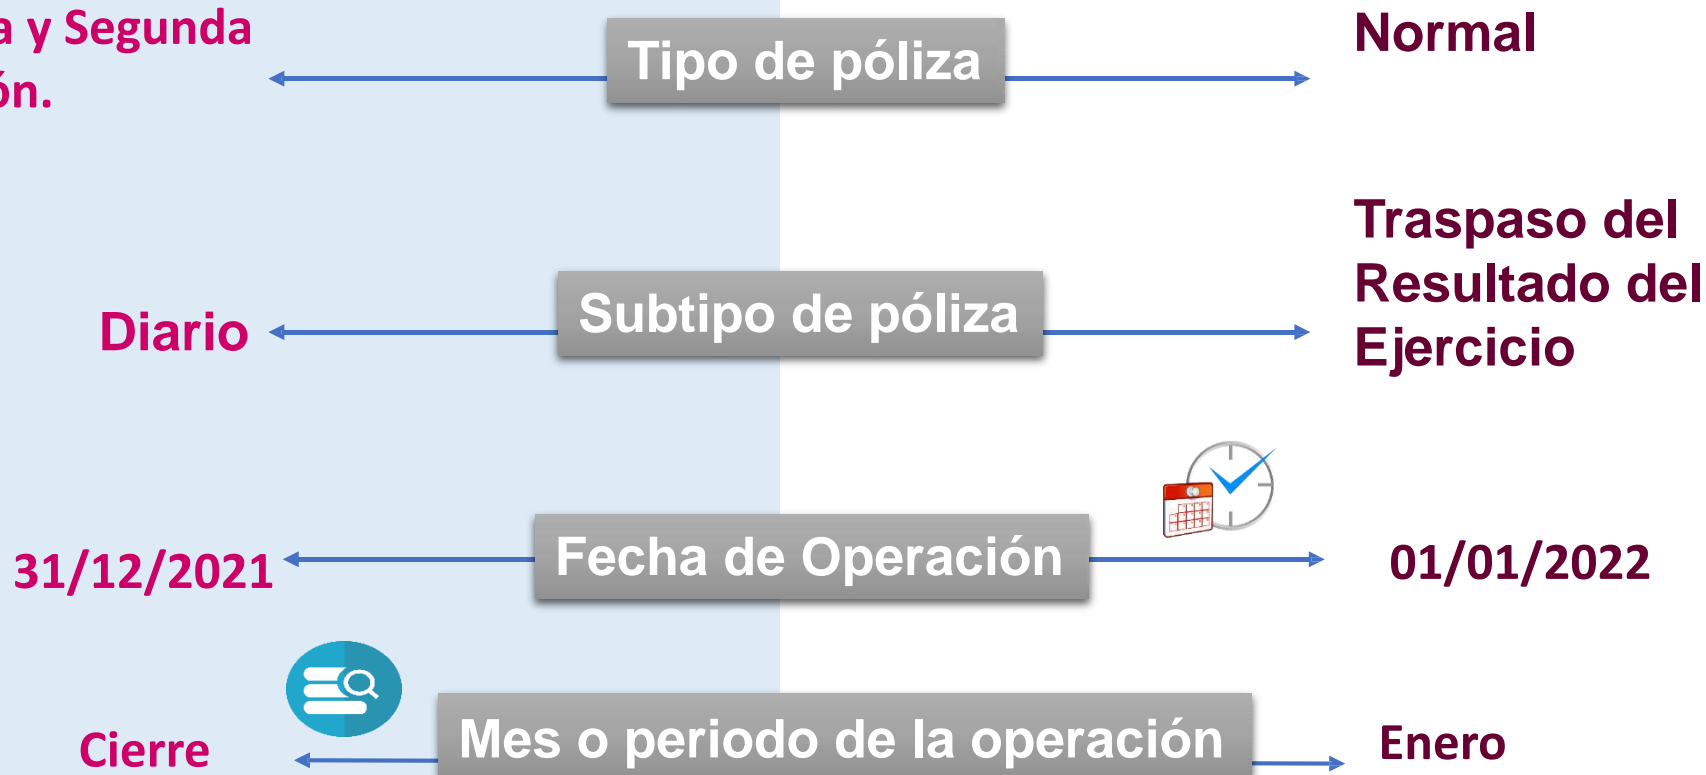 a y Segunda
ón.
Tipo de póliza
Normal
Diario
Subtipo de póliza
Traspaso del
Resultado del
Ejercicio
31/12/2021
Fecha de Operación
01/01/2022
Cierre
Mes o periodo de la operación
Enero